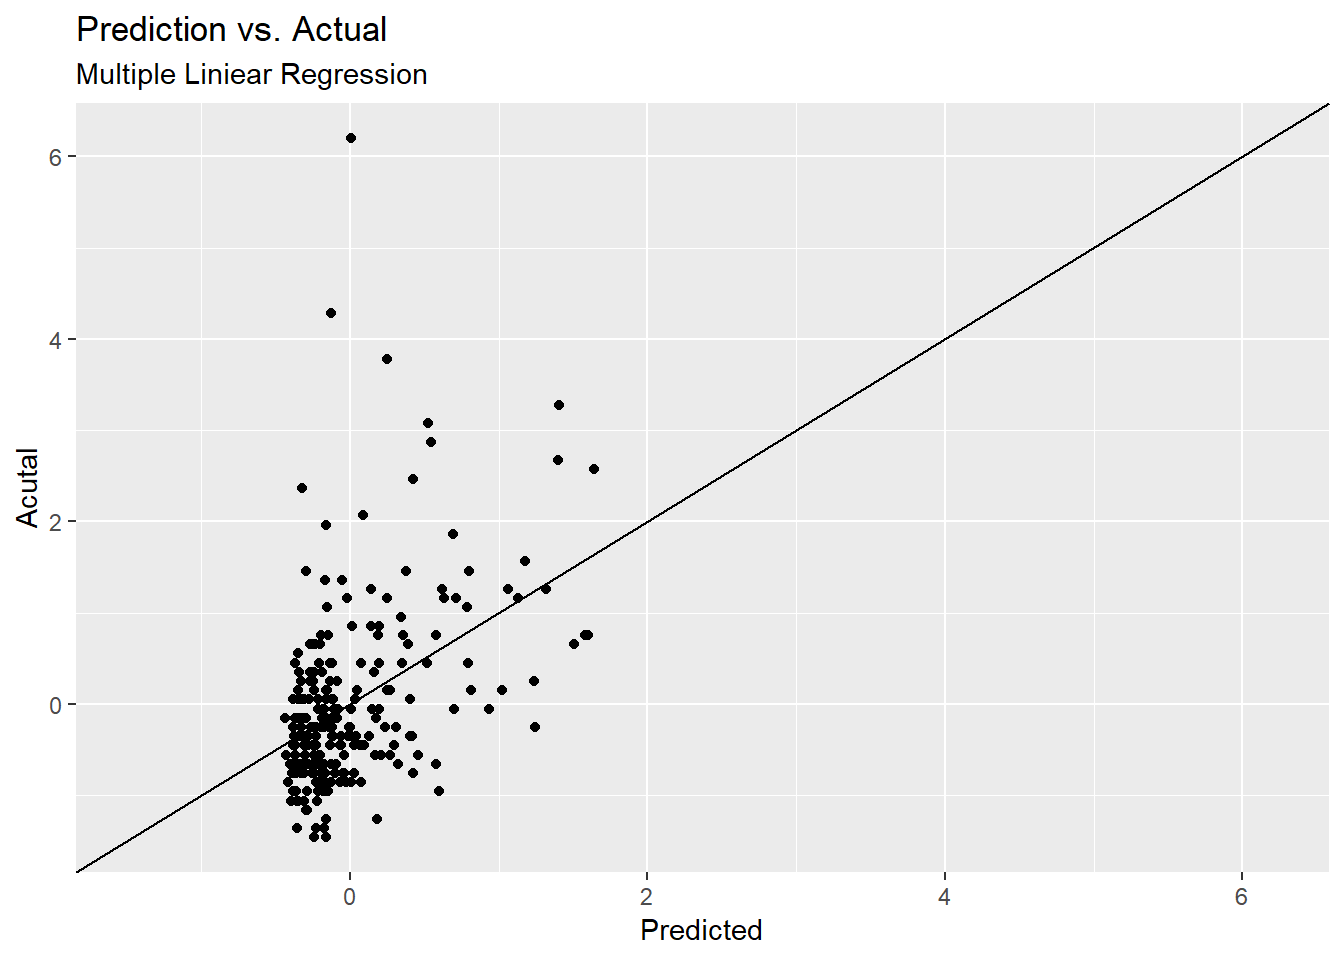 Prediction vs. Actual
Multiple Liniear Regression
6
4
2
0
Acutal
0 2 4 6
Predicted